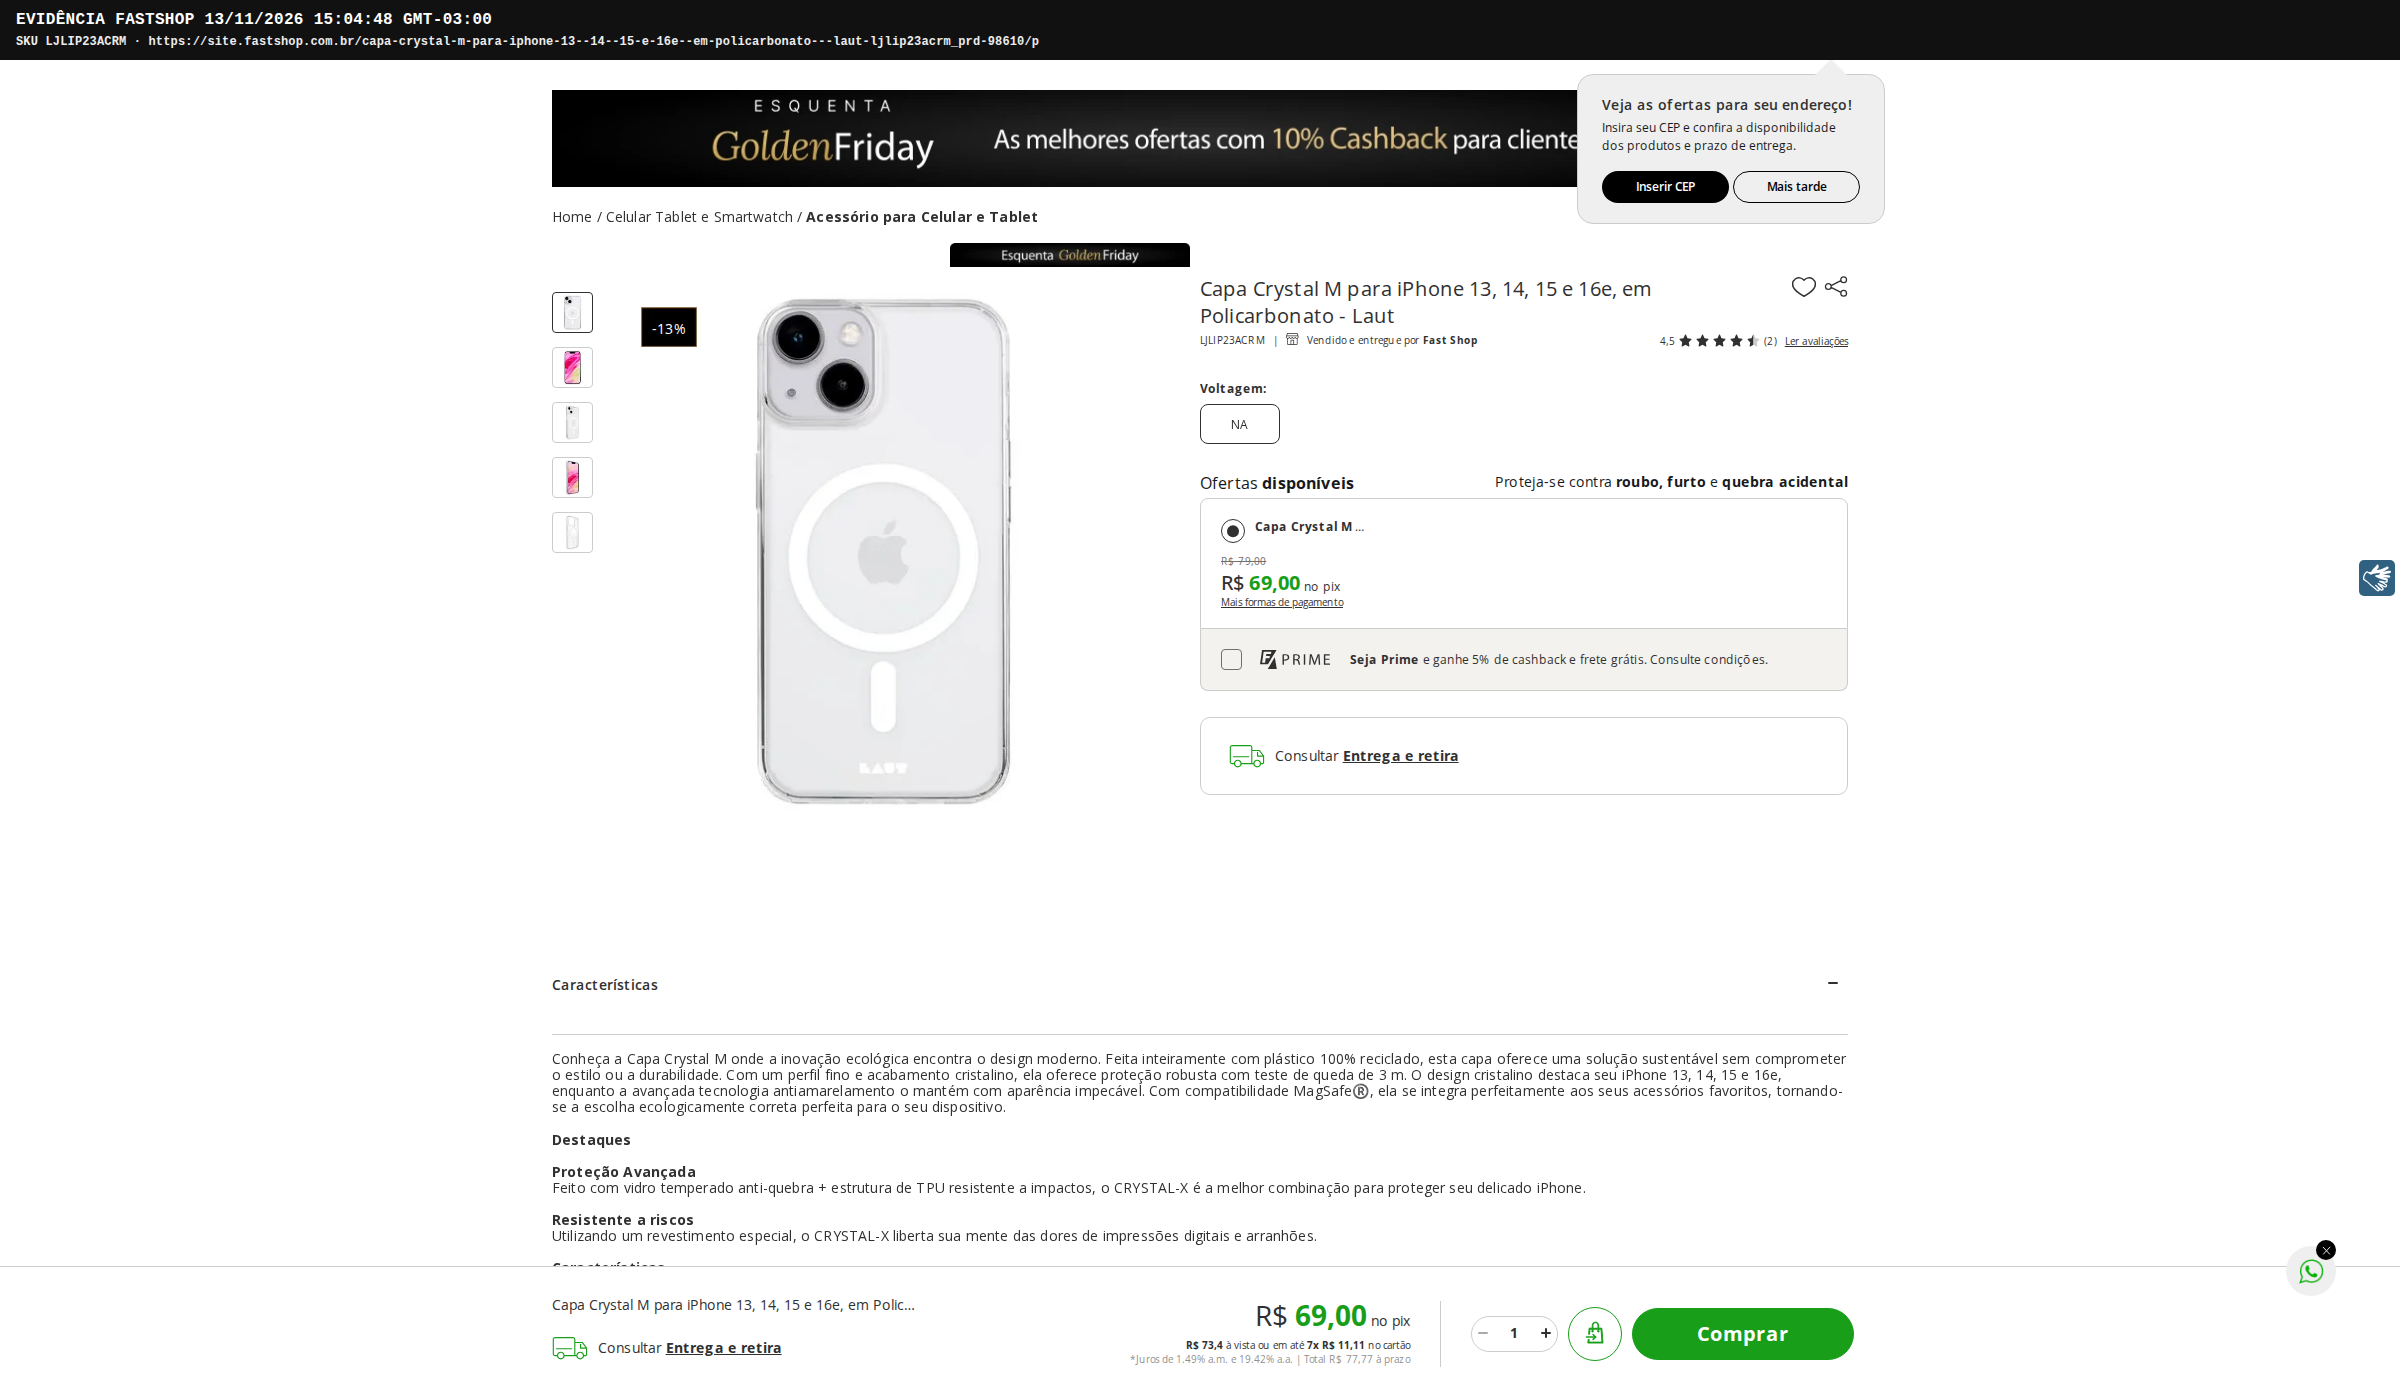 EVIDÊNCIA FASTSHOP 13/11/2026 15:04:48 GMT-03:00
SKU LJLIP23ACRM · https://site.fastshop.com.br/capa-crystal-m-para-iphone-13--14--15-e-16e--em-policarbonato---laut-ljlip23acrm_prd-98610/p
ESQUENTA
GoldenFriday
As melhores ofertas com 10% Cashback para cliente
Veja as ofertas para seu endereço!
Insira seu CEP e confira a disponibilidade
dos produtos e prazo de entrega.
Inserir CEP
Mais tarde
Home / Celular Tablet e Smartwatch / Acessório para Celular e Tablet
Esquenta GoldenFriday
-13%
LAUT
Capa Crystal M para iPhone 13, 14, 15 e 16e, em
Policarbonato - Laut
LJLIP23ACRM | Vendido e entregue por Fast Shop
4,5 (2) Ler avaliações
Voltagem:
NA
Ofertas disponíveis
Proteja-se contra roubo, furto e quebra acidental
Capa Crystal M ...
R$ 79,00
R$ 69,00 no pix
Mais formas de pagamento
PRIME Seja Prime e ganhe 5% de cashback e frete grátis. Consulte condições.
Consultar Entrega e retira
Características
Conheça a Capa Crystal M onde a inovação ecológica encontra o design moderno. Feita inteiramente com plástico 100% reciclado, esta capa oferece uma solução sustentável sem comprometer
o estilo ou a durabilidade. Com um perfil fino e acabamento cristalino, ela oferece proteção robusta com teste de queda de 3 m. O design cristalino destaca seu iPhone 13, 14, 15 e 16e,
enquanto a avançada tecnologia antiamarelamento o mantém com aparência impecável. Com compatibilidade MagSafe®, ela se integra perfeitamente aos seus acessórios favoritos, tornando-
se a escolha ecologicamente correta perfeita para o seu dispositivo.
Destaques
Proteção Avançada
Feito com vidro temperado anti-quebra + estrutura de TPU resistente a impactos, o CRYSTAL-X é a melhor combinação para proteger seu delicado iPhone.
Resistente a riscos
Utilizando um revestimento especial, o CRYSTAL-X liberta sua mente das dores de impressões digitais e arranhões.
Características
Capa Crystal M para iPhone 13, 14, 15 e 16e, em Polic...
Consultar Entrega e retira
R$ 69,00 no pix
R$ 73,4 à vista ou em até 7x R$ 11,11 no cartão
*Juros de 1.49% a.m. e 19.42% a.a. | Total R$ 77,77 à prazo
1
Comprar